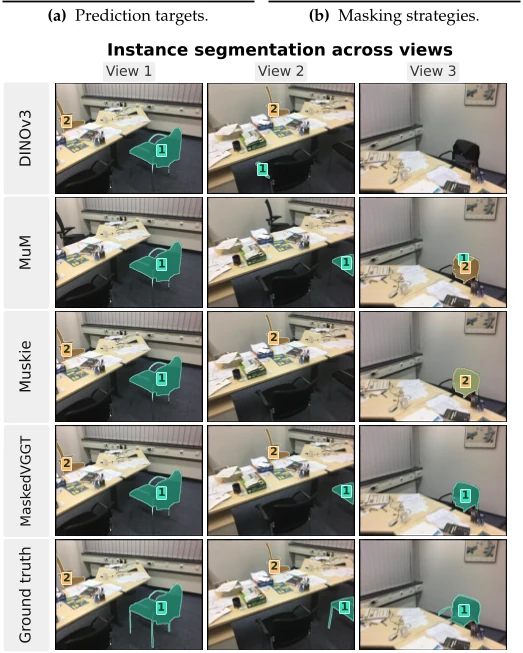 (a) Prediction targets.
(b) Masking strategies.
Instance segmentation across views
View 1
View 2
View 3
DINOv3
2
1
2
1
MuM
1
1
1
2
Muskie
2
1
2
2
MaskedVGGT
2
1
2
1
1
Ground truth
2
1
2
1
1